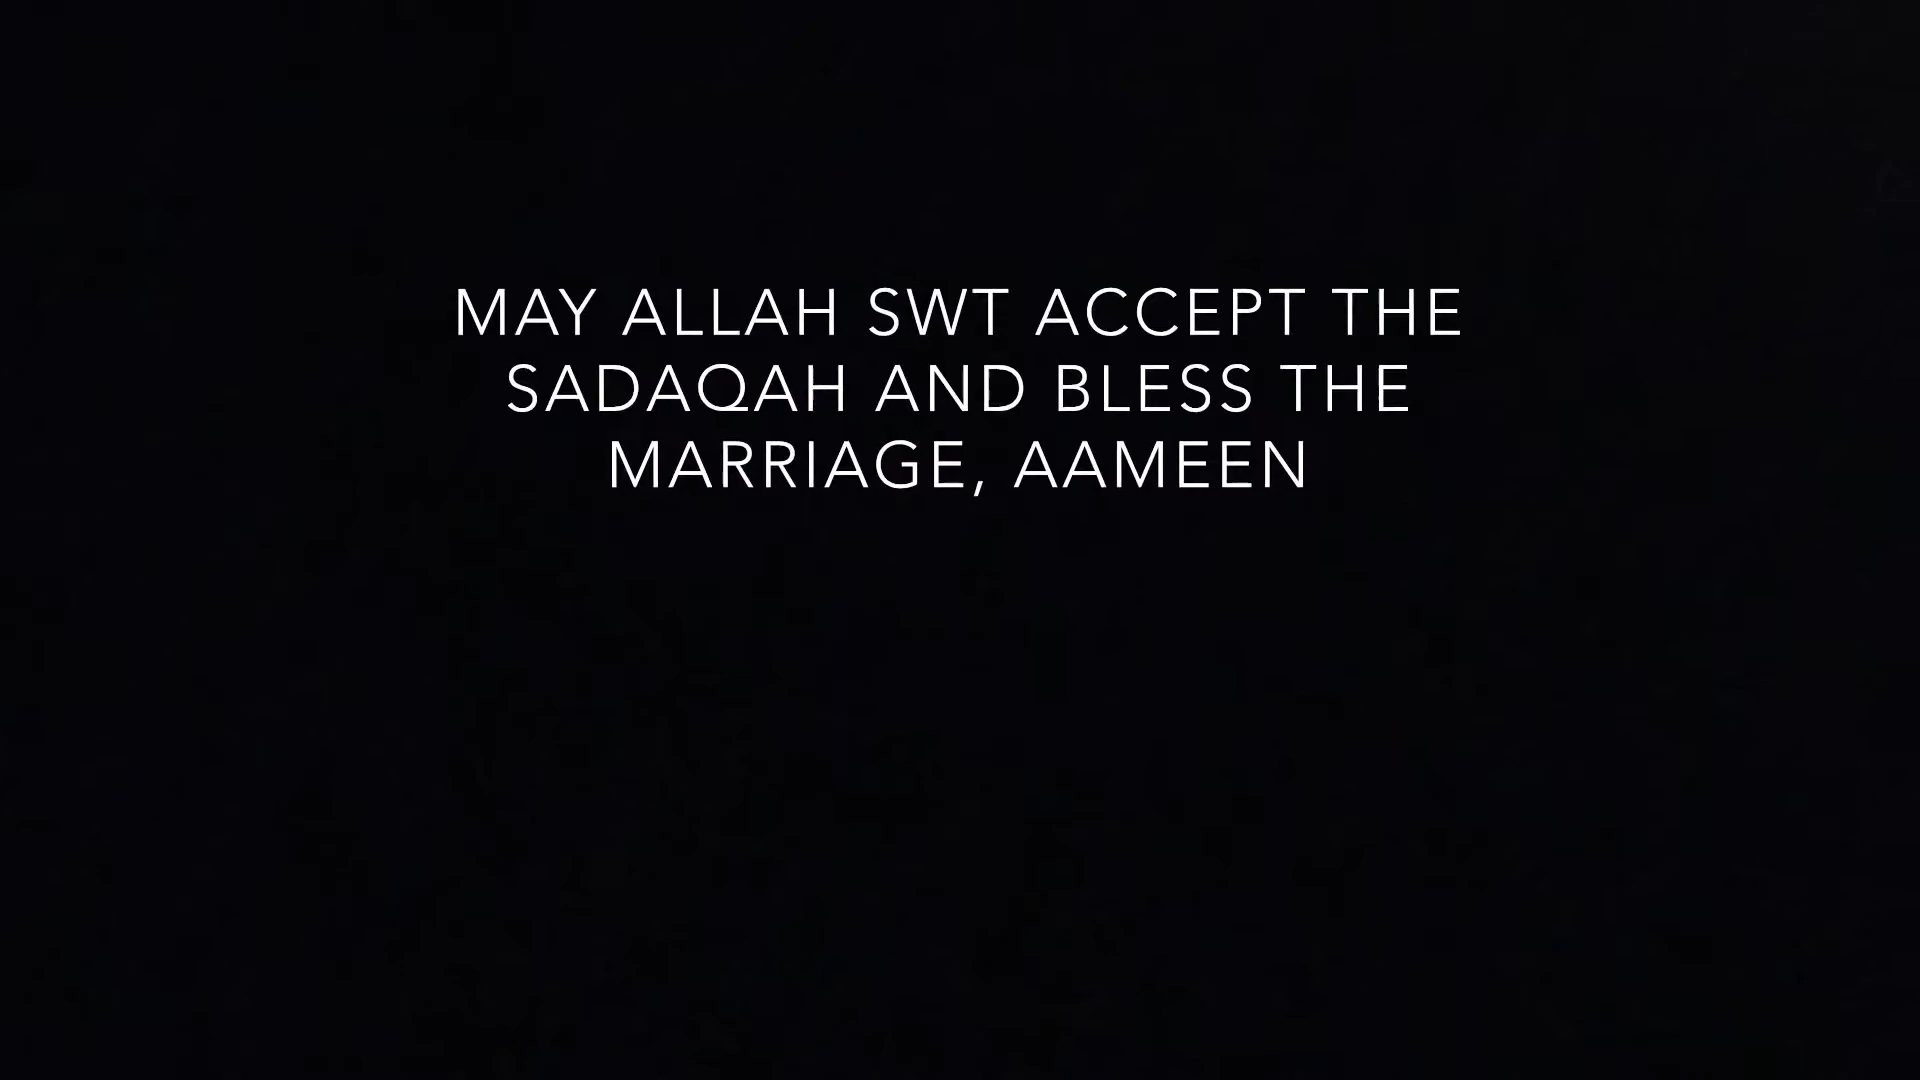 MAY ALLAH SWT ACCEPT THE
SADAQAH AND BLESS THE
MARRIAGE, AAMEEN